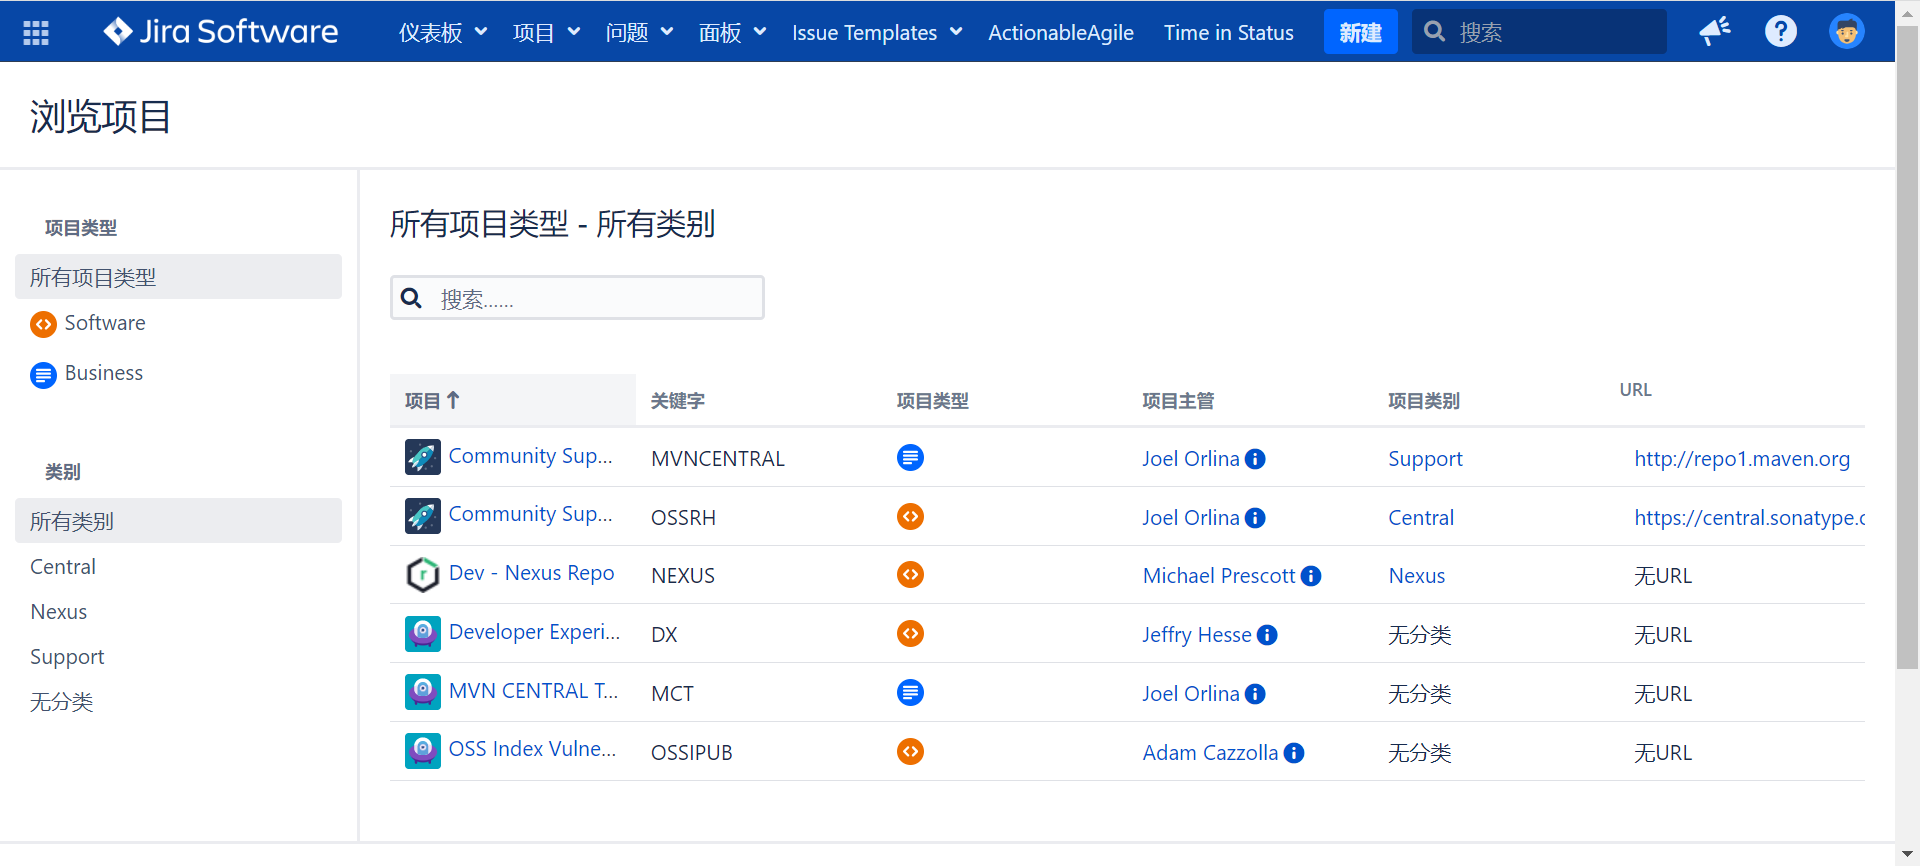 Jira Software 仪表板 项目 问题 面板 Issue Templates ActionableAgile Time in Status 新建 搜索
浏览项目
项目类型
所有项目类型
Software
Business
类别
所有类别
Central
Nexus
Support
无分类
所有项目类型 - 所有类别
搜索......
项目 关键字 项目类型 项目主管 项目类别 URL
Community Sup... MVNCENTRAL Joel Orlina Support http://repo1.maven.org
Community Sup... OSSRH Joel Orlina Central https://central.sonatype.c
Dev - Nexus Repo NEXUS Michael Prescott Nexus 无URL
Developer Experi... DX Jeffry Hesse 无分类 无URL
MVN CENTRAL T... MCT Joel Orlina 无分类 无URL
OSS Index Vulne... OSSIPUB Adam Cazzolla 无分类 无URL